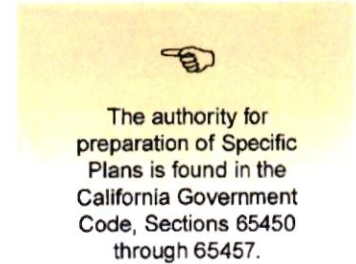 The authority for
preparation of Specific
Plans is found in the
California Government
Code, Sections 65450
through 65457.